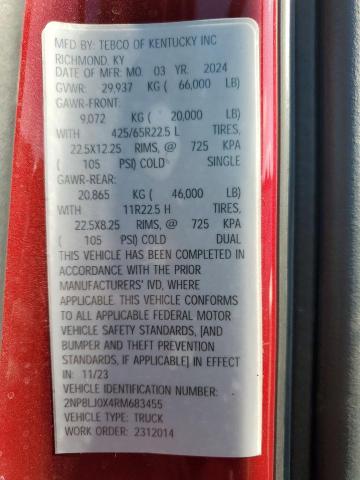 MFD BY: TEBCO OF KENTUCKY INC
RICHMOND, KY
DATE OF MFG: MO. 03 YR. 2024
GVWR: 29,937 KG ( 66,000 LB)
GAWR-FRONT:
9,072 KG ( 20,000 LB)
WITH 425/65R22.5 L TIRES,
22.5X12.25 RIMS, @ 725 KPA
( 105 PSI) COLD SINGLE
GAWR-REAR:
20,865 KG ( 46,000 LB)
WITH 11R22.5 H TIRES,
22.5X8.25 RIMS, @ 725 KPA
( 105 PSI) COLD DUAL
THIS VEHICLE HAS BEEN COMPLETED IN
ACCORDANCE WITH THE PRIOR
MANUFACTURERS' IVD, WHERE
APPLICABLE. THIS VEHICLE CONFORMS
TO ALL APPLICABLE FEDERAL MOTOR
VEHICLE SAFETY STANDARDS, [AND
BUMPER AND THEFT PREVENTION
STANDARDS, IF APPLICABLE] IN EFFECT
IN: 11/23
VEHICLE IDENTIFICATION NUMBER:
2NP8LJ0X4RM683455
VEHICLE TYPE: TRUCK
WORK ORDER: 2312014